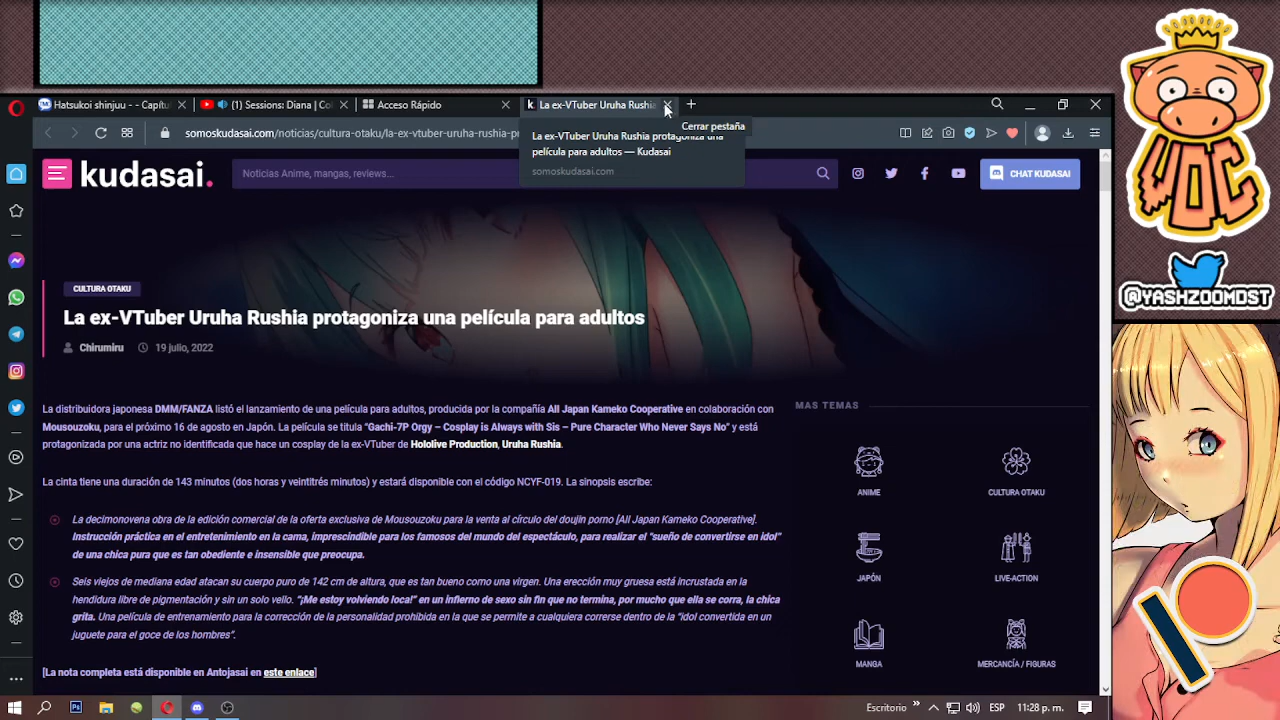 Hatsukoi shinjuu - - Capítu
(1) Sessions: Diana | Col
Acceso Rápido
La ex-VTuber Uruha Rushia
somoskudasai.com/noticias/cultura-otaku/la-ex-vtuber-uruha-rushia-pr
Cerrar pestaña
La ex-VTuber Uruha Rushia protagoniza una
película para adultos — Kudasai
somoskudasai.com
kudasai.
Noticias Anime, mangas, reviews...
CHAT KUDASAI
CULTURA OTAKU
La ex-VTuber Uruha Rushia protagoniza una película para adultos
Chirumiru
19 julio, 2022
La distribuidora japonesa DMM/FANZA listó el lanzamiento de una película para adultos, producida por la compañía All Japan Kameko Cooperative en colaboración con
Mousouzoku, para el próximo 16 de agosto en Japón. La película se titula “Gachi-7P Orgy – Cosplay is Always with Sis – Pure Character Who Never Says No” y está
protagonizada por una actriz no identificada que hace un cosplay de la ex-VTuber de Hololive Production, Uruha Rushia.
La cinta tiene una duración de 143 minutos (dos horas y veintitrés minutos) y estará disponible con el código NCYF-019. La sinopsis escribe:
La decimonovena obra de la edición comercial de la oferta exclusiva de Mousouzoku para la venta al círculo del doujin porno [All Japan Kameko Cooperative].
Instrucción práctica en el entretenimiento en la cama, imprescindible para los famosos del mundo del espectáculo, para realizar el “sueño de convertirse en idol”
de una chica pura que es tan obediente e insensible que preocupa.
Seis viejos de mediana edad atacan su cuerpo puro de 142 cm de altura, que es tan bueno como una virgen. Una erección muy gruesa está incrustada en la
hendidura libre de pigmentación y sin un solo vello. “¡Me estoy volviendo loca!” en un infierno de sexo sin fin que no termina, por mucho que ella se corra, la chica
grita. Una película de entrenamiento para la corrección de la personalidad prohibida en la que se permite a cualquiera correrse dentro de la “idol convertida en un
juguete para el goce de los hombres”.
[La nota completa está disponible en Antojasai en este enlace]
MAS TEMAS
ANIME
CULTURA OTAKU
JAPÓN
LIVE-ACTION
MANGA
MERCANCÍA / FIGURAS
WOC
@YASHZOOMDST
Escritorio
ESP
11:28 p. m.